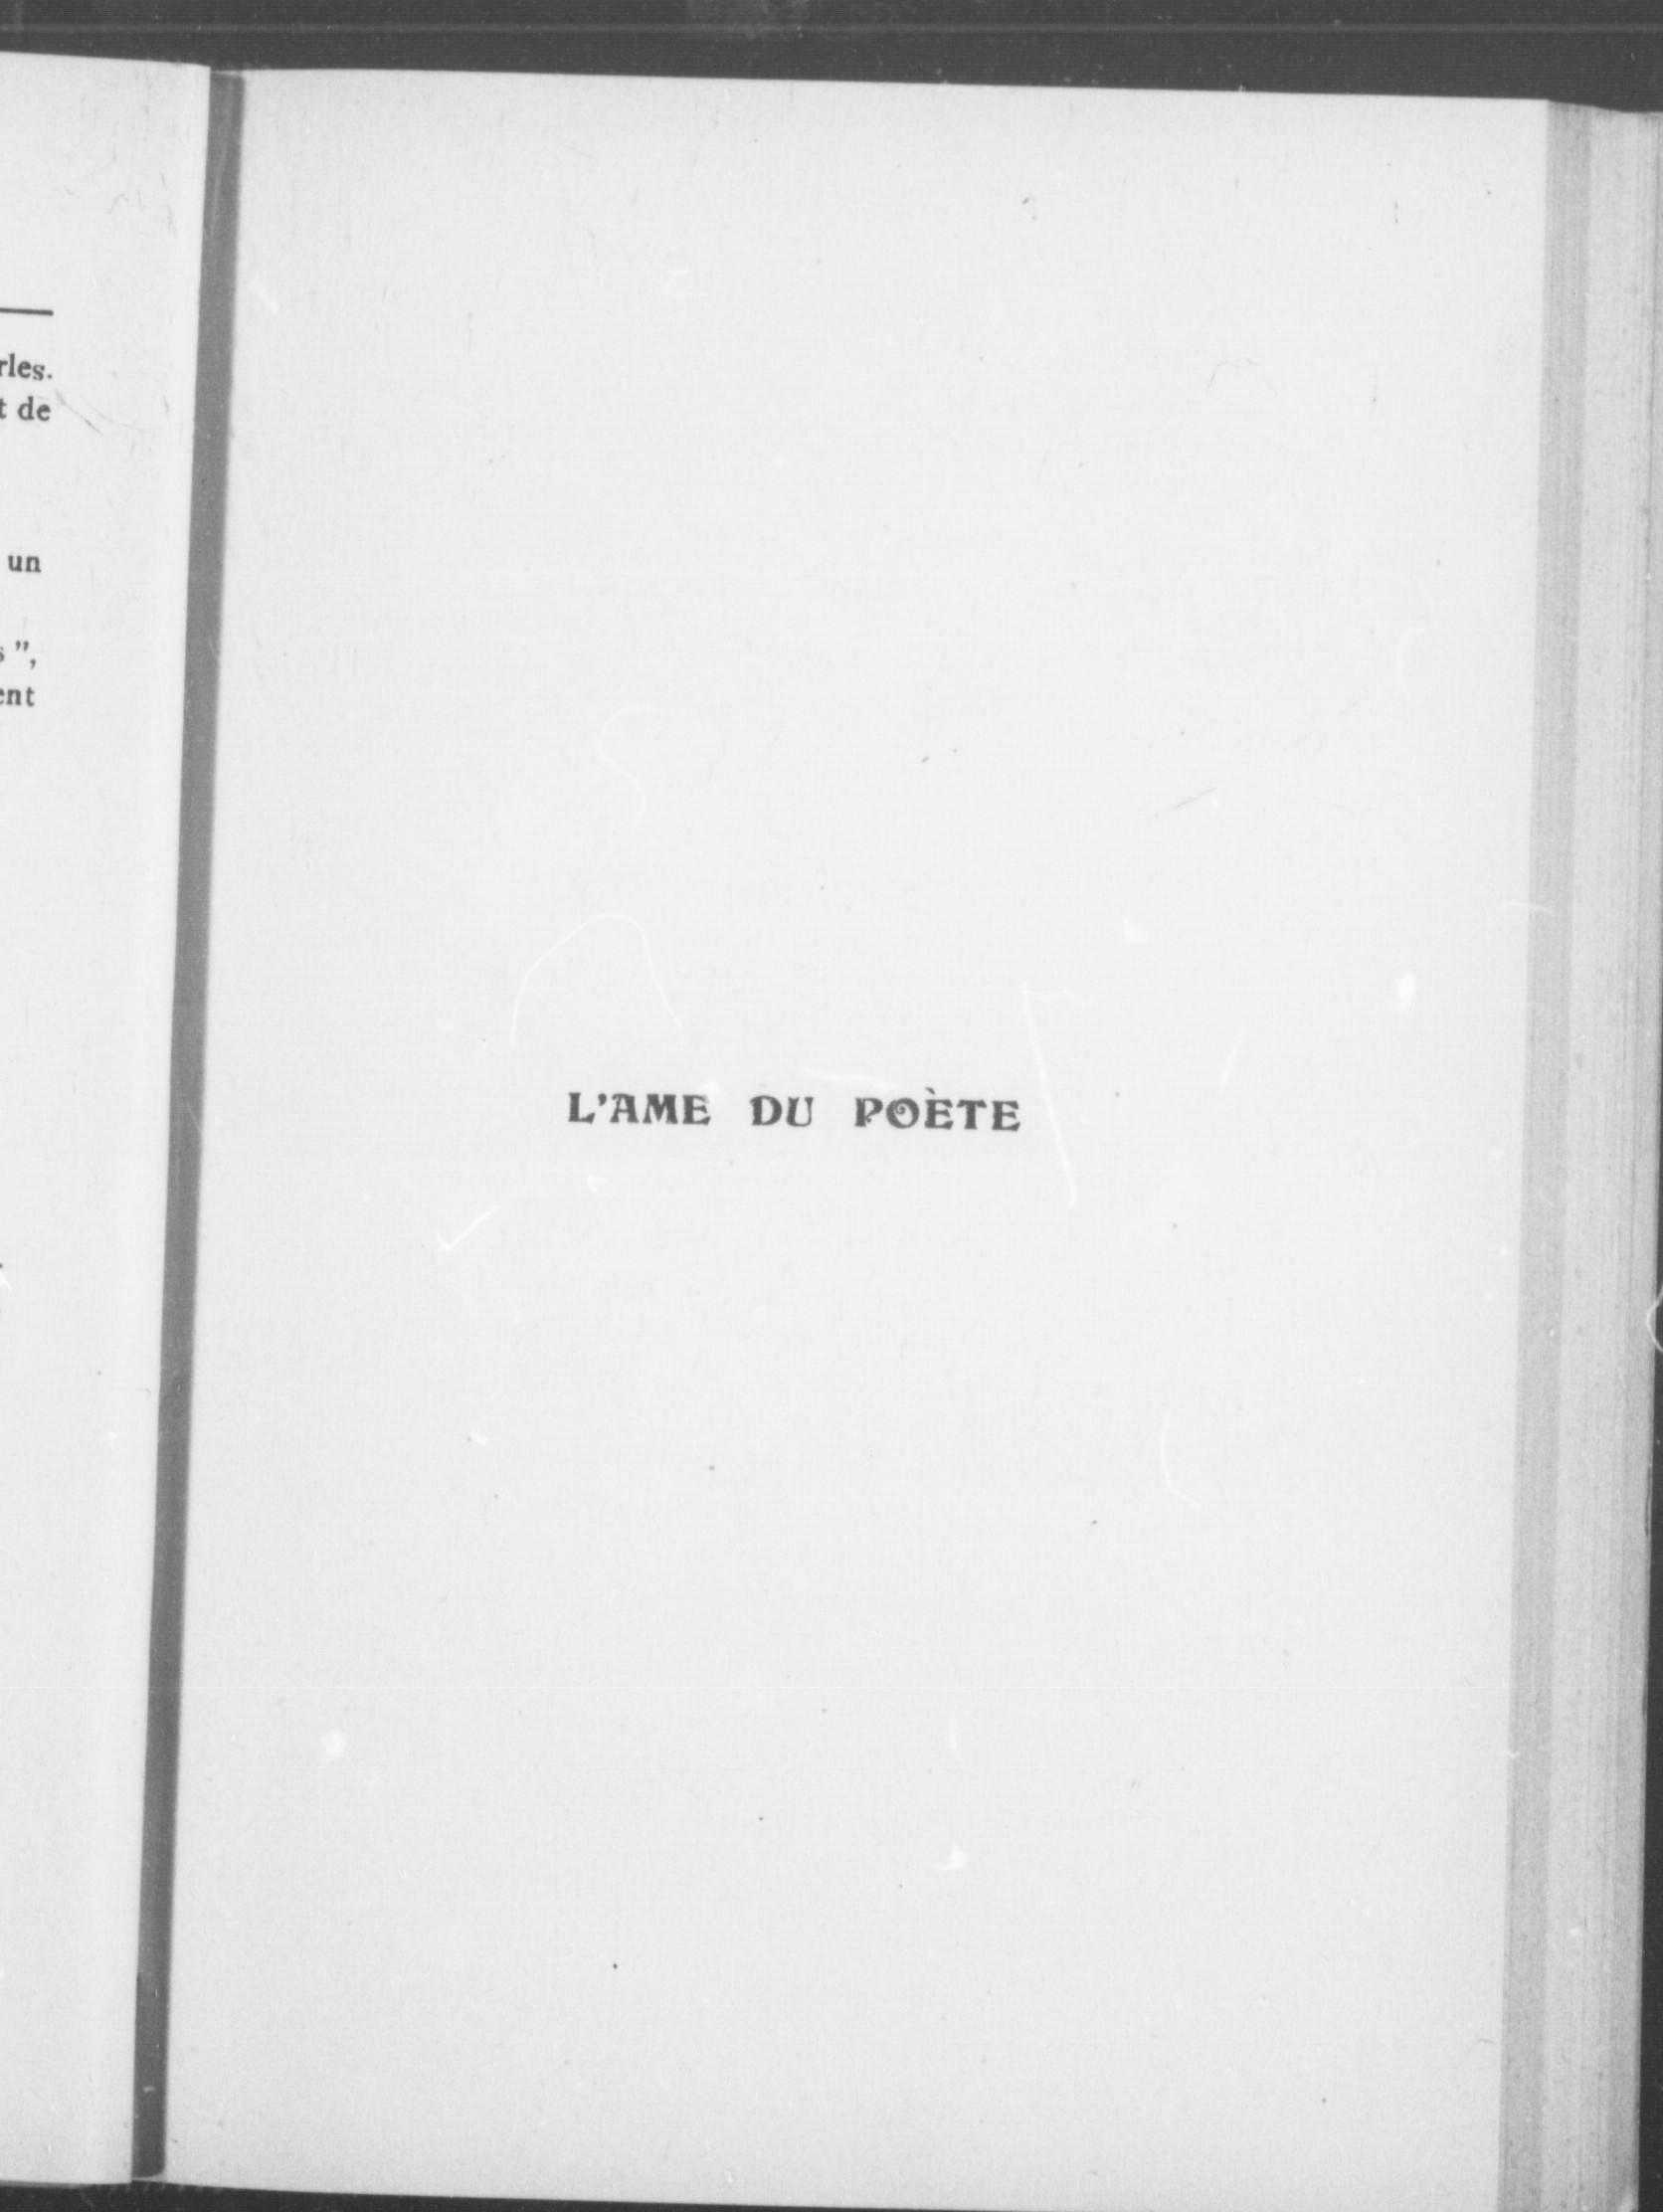 rles.
t de
un
s ",
ent
L'AME DU POÈTE